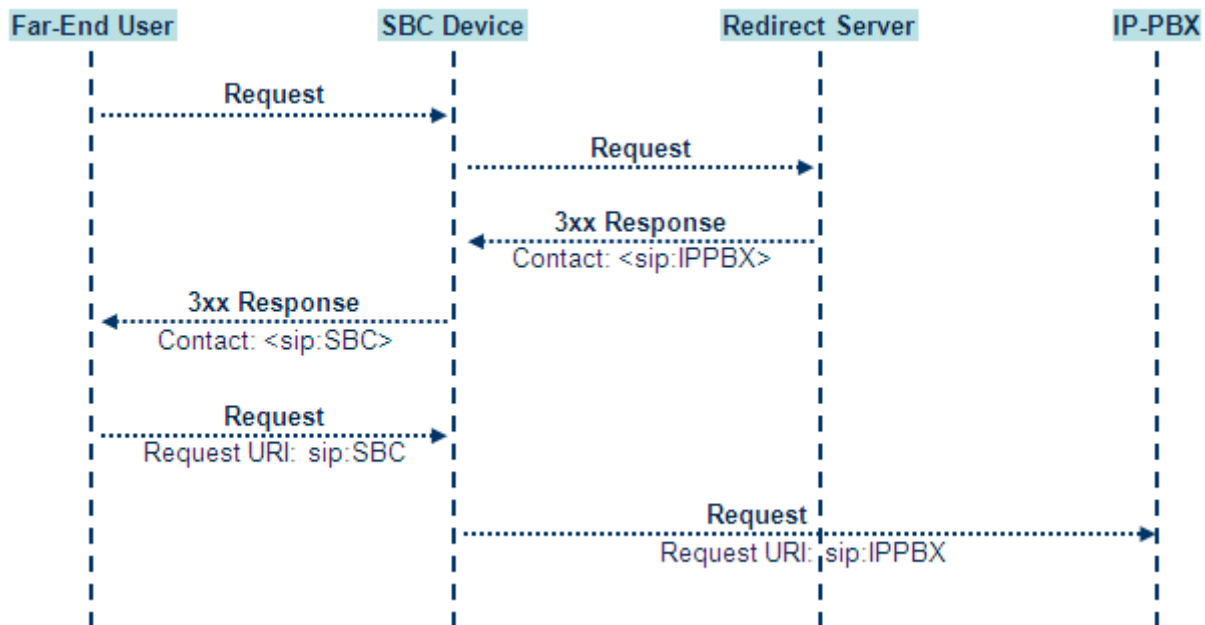 Far-End User SBC Device Redirect Server IP-PBX
Request
Request
3xx Response
Contact: <sip:IPPBX>
3xx Response
Contact: <sip:SBC>
Request
Request URI: sip:SBC
Request
Request URI: sip:IPPBX